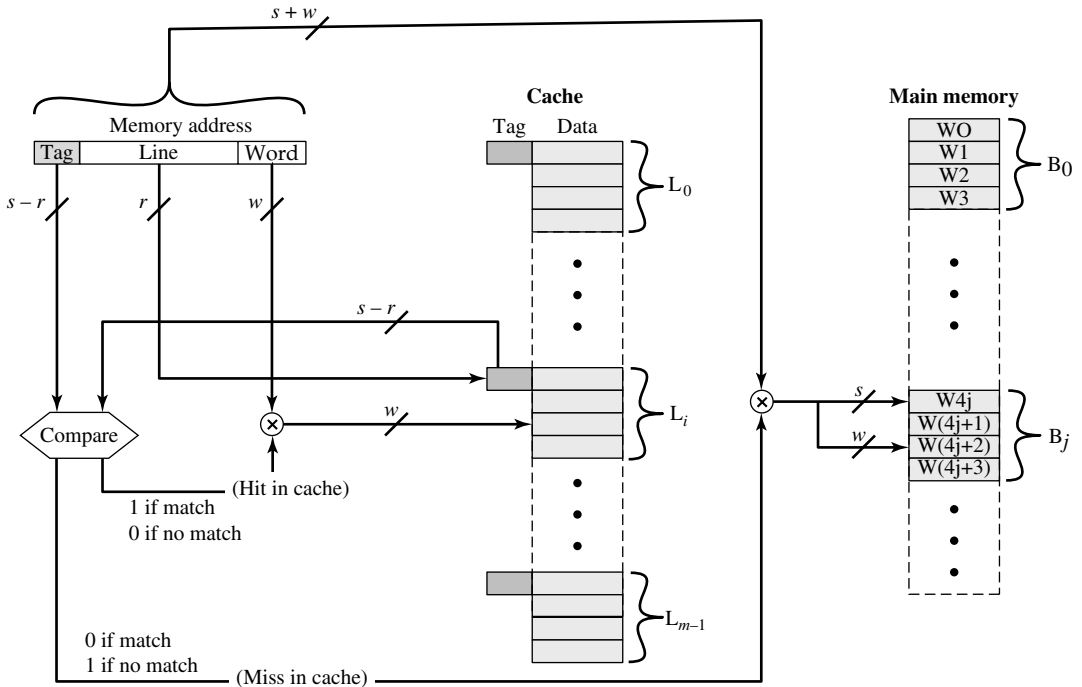 s + w
Cache
Main memory
Memory address
Tag Data
Tag Line Word
WO
W1
W2
W3
B0
L0
s – r
r
w
s – r
Compare
w
Li
s
w
W4j
W(4j+1)
W(4j+2)
W(4j+3)
Bj
(Hit in cache)
1 if match
0 if no match
Lm–1
0 if match
1 if no match
(Miss in cache)